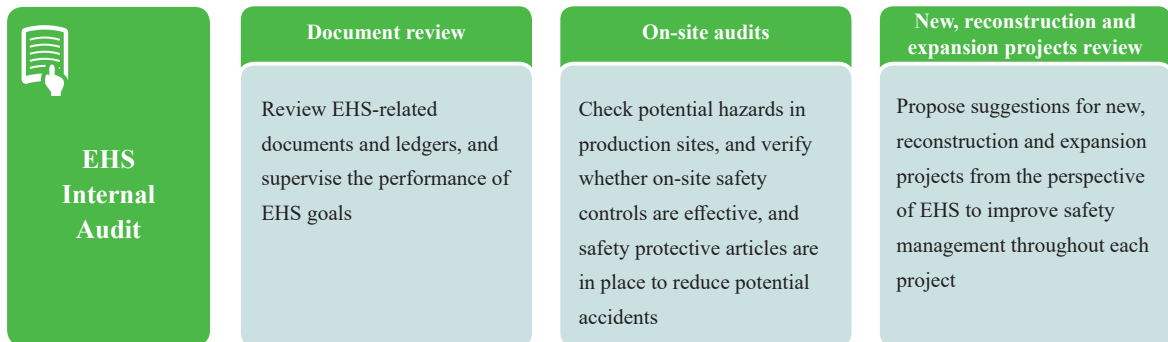 EHS
Internal
Audit
Document review
Review EHS-related
documents and ledgers, and
supervise the performance of
EHS goals
On-site audits
Check potential hazards in
production sites, and verify
whether on-site safety
controls are effective, and
safety protective articles are
in place to reduce potential
accidents
New, reconstruction and
expansion projects review
Propose suggestions for new,
reconstruction and expansion
projects from the perspective
of EHS to improve safety
management throughout each
project